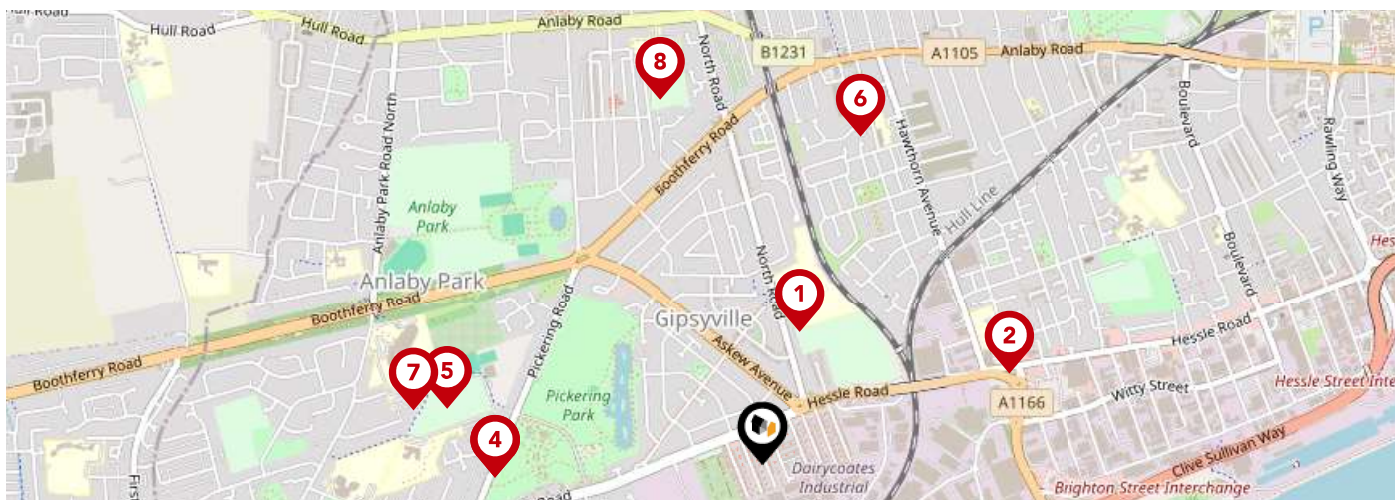 Hull Road
Hull Road
Anlaby Road
B1231
A1105
Anlaby Road
P
8
6
North Road
Boulevard
Rawling Way
Anlaby Park Road North
Boothferry Road
Hawthorn Avenue
Anlaby
Park
Hull Line
Boulevard
Hes
Anlaby Park
North Road
1
Boothferry Road
Pickering Road
Gipsyville
2
Hessle Road
Boothferry Road
7
5
Askew Avenue
Hessle Road
Witty Street
Hessle Street Inte
A1166
Pickering
Park
4
Clive Sullivan Way
Dairycoates
Industrial
Brighton Street Interchange
First
Road